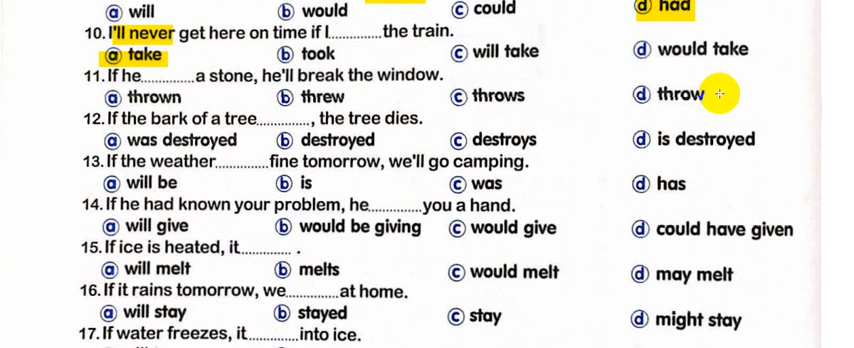 ⓐ will ⓑ would ⓒ could ⓓ had
10. I'll never get here on time if I..............the train.
ⓐ take ⓑ took ⓒ will take ⓓ would take
11. If he..............a stone, he'll break the window.
ⓐ thrown ⓑ threw ⓒ throws ⓓ throw
12. If the bark of a tree.............., the tree dies.
ⓐ was destroyed ⓑ destroyed ⓒ destroys ⓓ is destroyed
13. If the weather..............fine tomorrow, we'll go camping.
ⓐ will be ⓑ is ⓒ was ⓓ has
14. If he had known your problem, he..............you a hand.
ⓐ will give ⓑ would be giving ⓒ would give ⓓ could have given
15. If ice is heated, it.............. .
ⓐ will melt ⓑ melts ⓒ would melt ⓓ may melt
16. If it rains tomorrow, we..............at home.
ⓐ will stay ⓑ stayed ⓒ stay ⓓ might stay
17. If water freezes, it..............into ice.